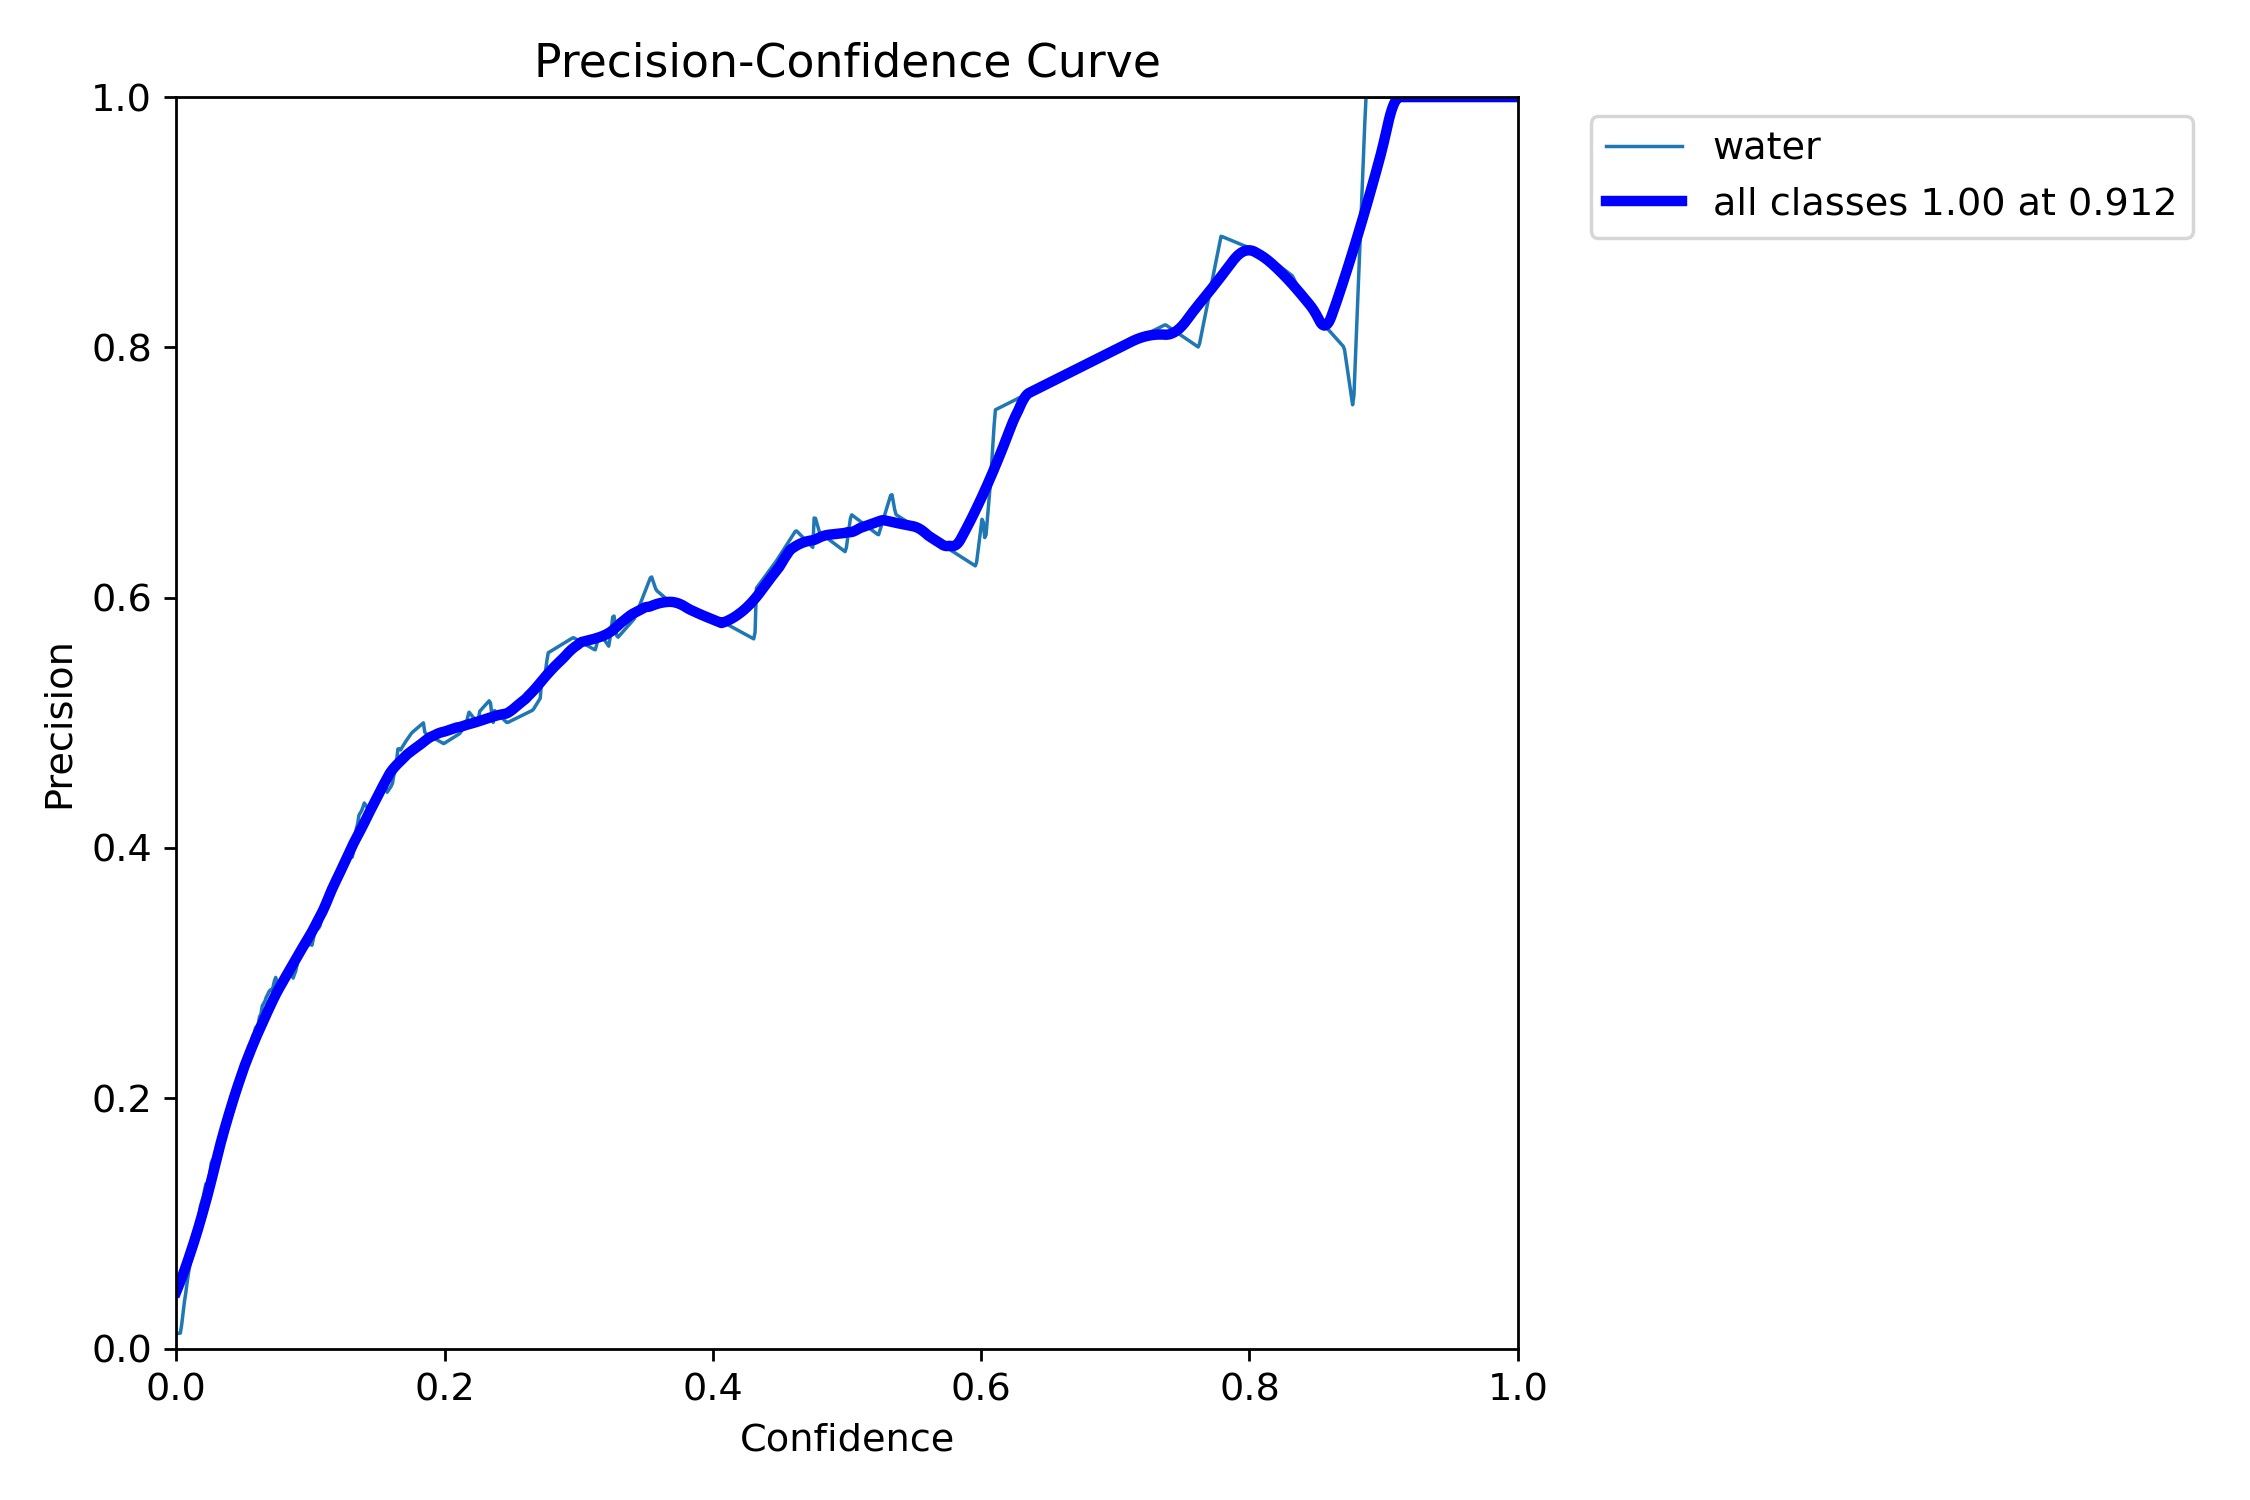 Precision-Confidence Curve
1.0
0.8
0.6
0.4
0.2
0.0
Precision
0.0 0.2 0.4 0.6 0.8 1.0
Confidence
water
all classes 1.00 at 0.912